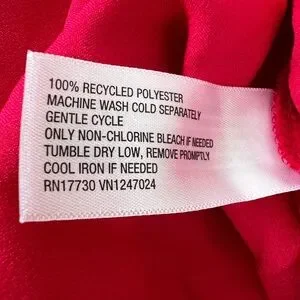 100% RECYCLED POLYESTER
MACHINE WASH COLD SEPARATELY
GENTLE CYCLE
ONLY NON-CHLORINE BLEACH IF NEEDED
TUMBLE DRY LOW, REMOVE PROMPTLY
COOL IRON IF NEEDED
RN17730 VN1247024